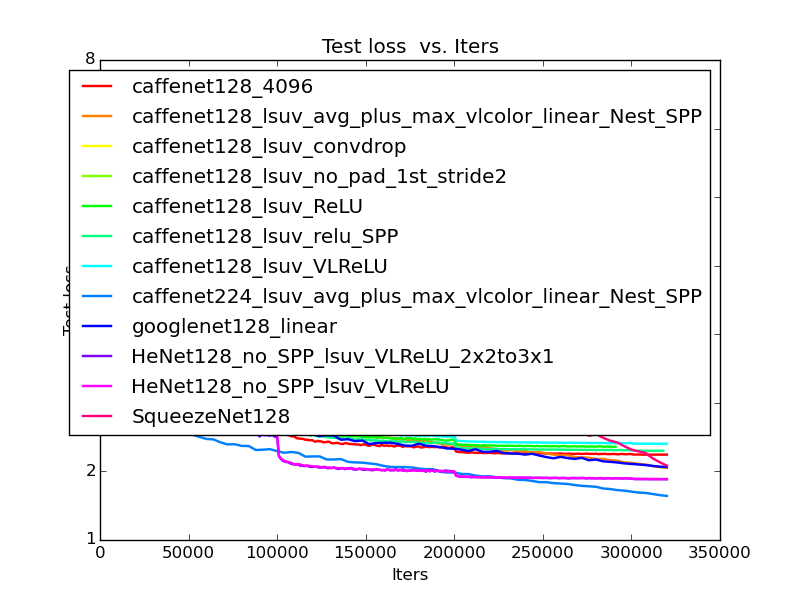 Test loss vs. Iters
8
caffenet128_4096
caffenet128_lsuv_avg_plus_max_vlcolor_linear_Nest_SPP
caffenet128_lsuv_convdrop
caffenet128_lsuv_no_pad_1st_stride2
caffenet128_lsuv_ReLU
caffenet128_lsuv_relu_SPP
caffenet128_lsuv_VLReLU
caffenet224_lsuv_avg_plus_max_vlcolor_linear_Nest_SPP
googlenet128_linear
HeNet128_no_SPP_lsuv_VLReLU_2x2to3x1
HeNet128_no_SPP_lsuv_VLReLU
SqueezeNet128
2
1
0 50000 100000 150000 200000 250000 300000 350000
Iters